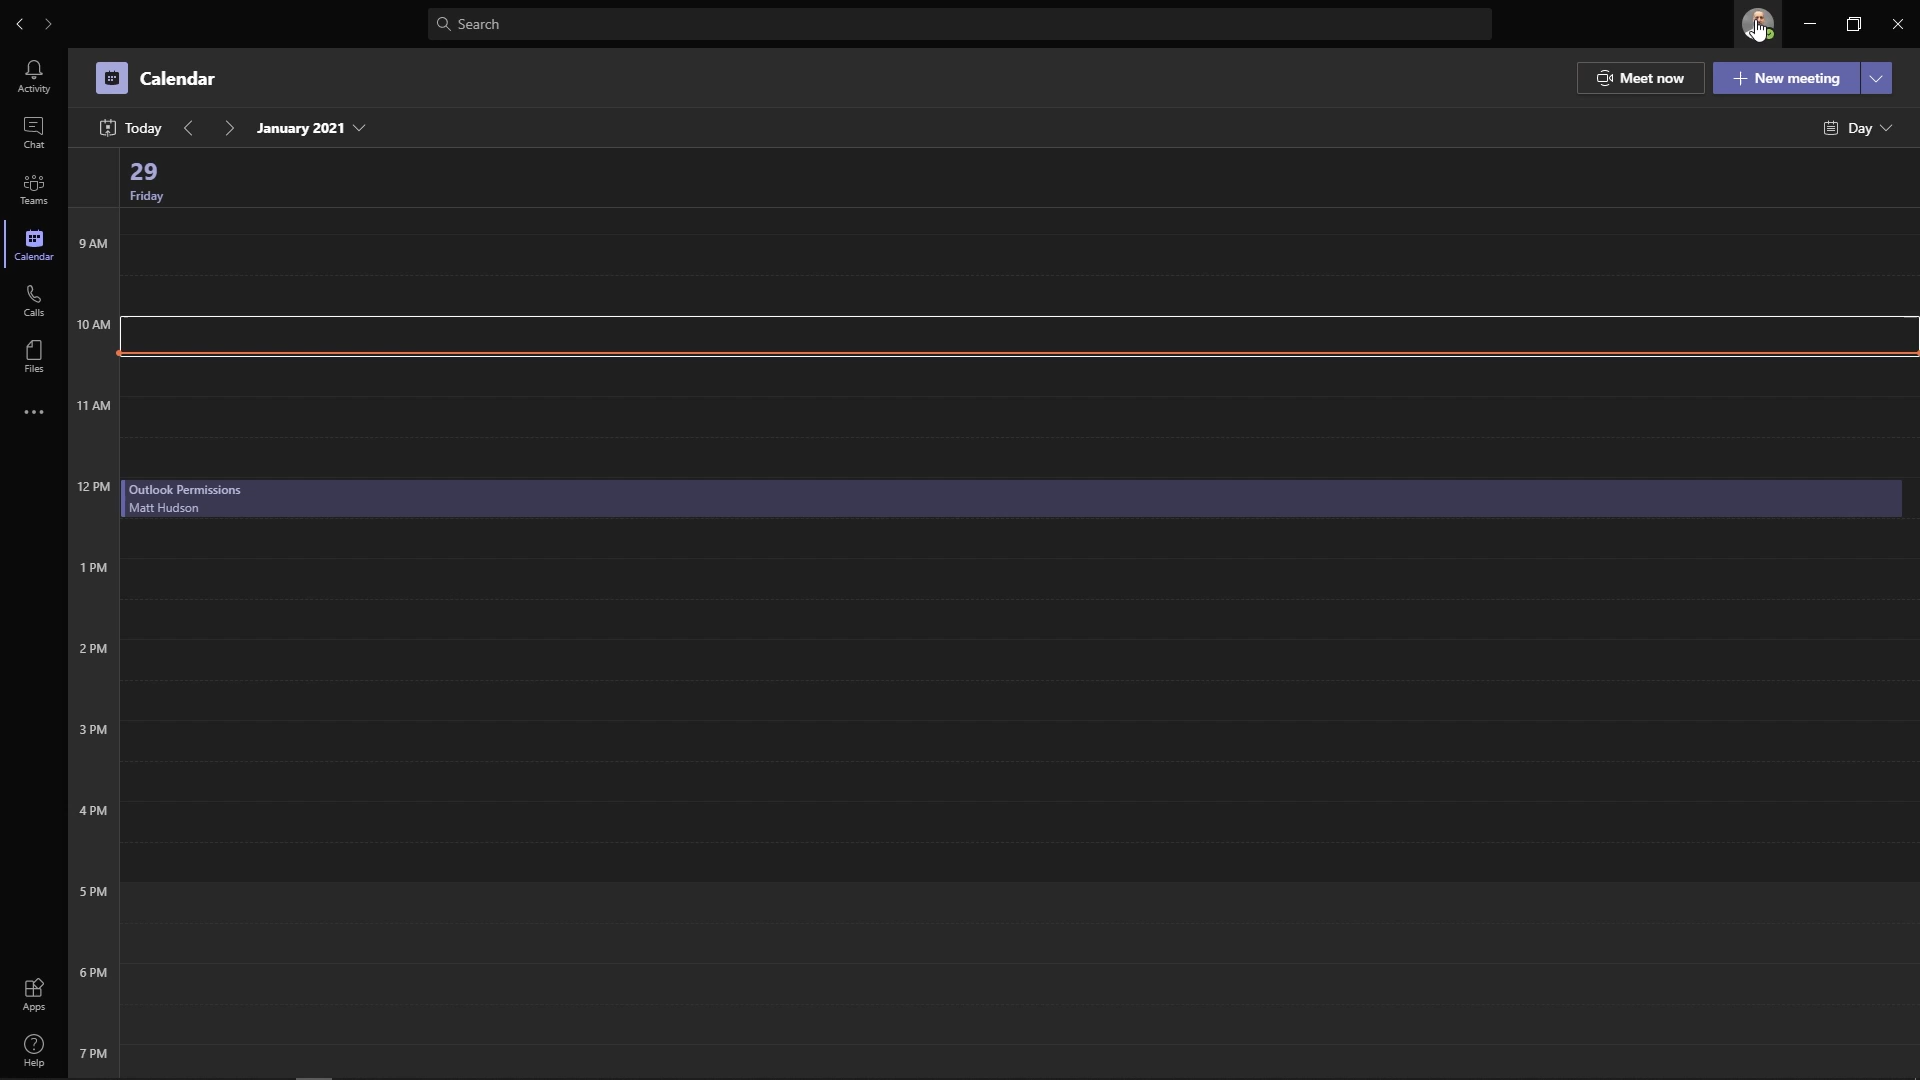 Search
Activity
Chat
Teams
Calendar
Calls
Files
Apps
Help
Calendar
Meet now
New meeting
Today
January 2021
Day
29
Friday
9 AM
10 AM
11 AM
12 PM
Outlook Permissions
Matt Hudson
1 PM
2 PM
3 PM
4 PM
5 PM
6 PM
7 PM